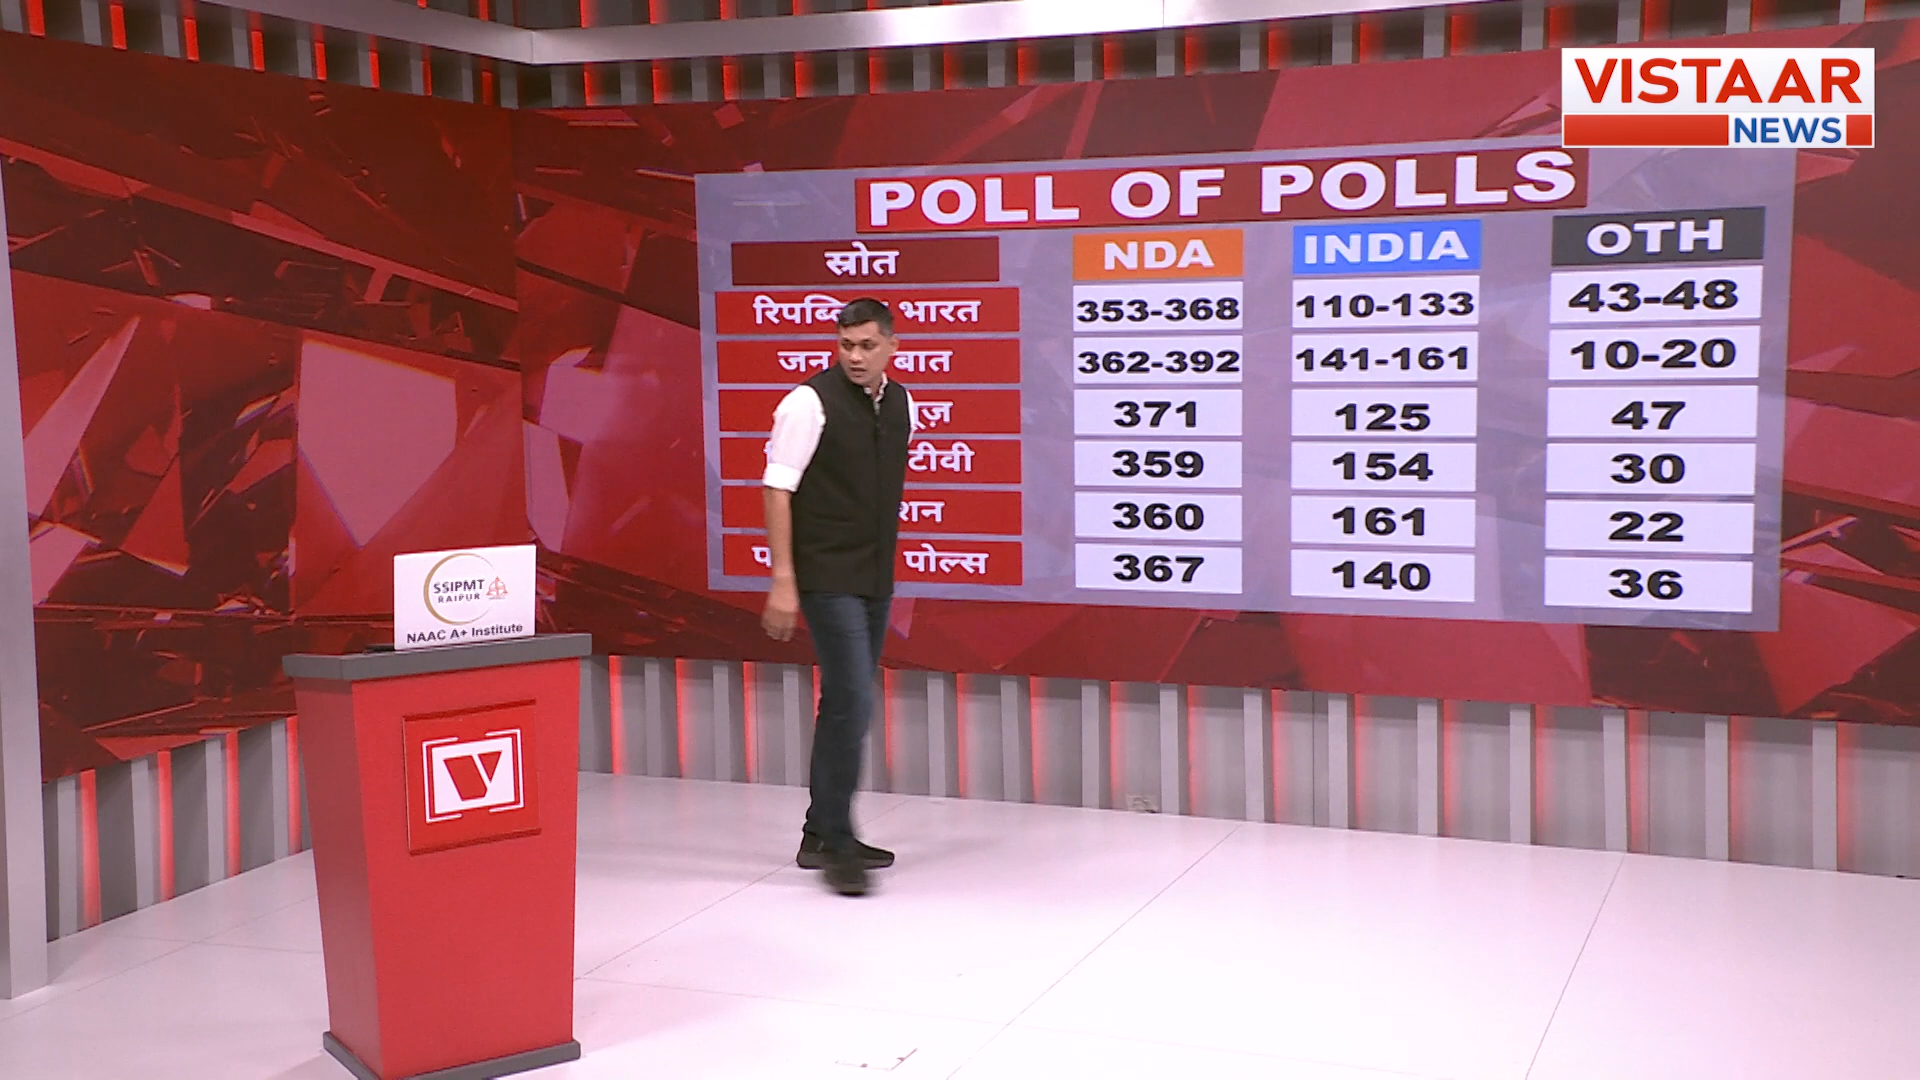 VISTAAR
NEWS
POLL OF POLLS
स्रोत NDA INDIA OTH
भारत 353-368 110-133 43-48
जन बात 362-392 141-161 10-20
371 125 47
टीवी 359 154 30
360 161 22
पोल्स 367 140 36
SSIPMT
RAIPUR
NAAC A+ Institute
V